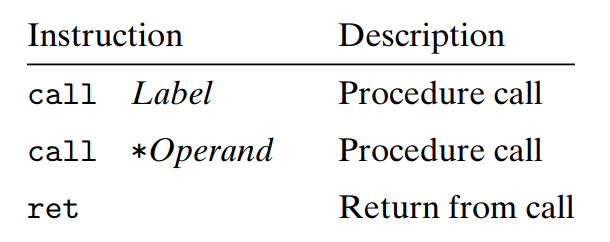 Instruction Description
call Label Procedure call
call *Operand Procedure call
ret Return from call